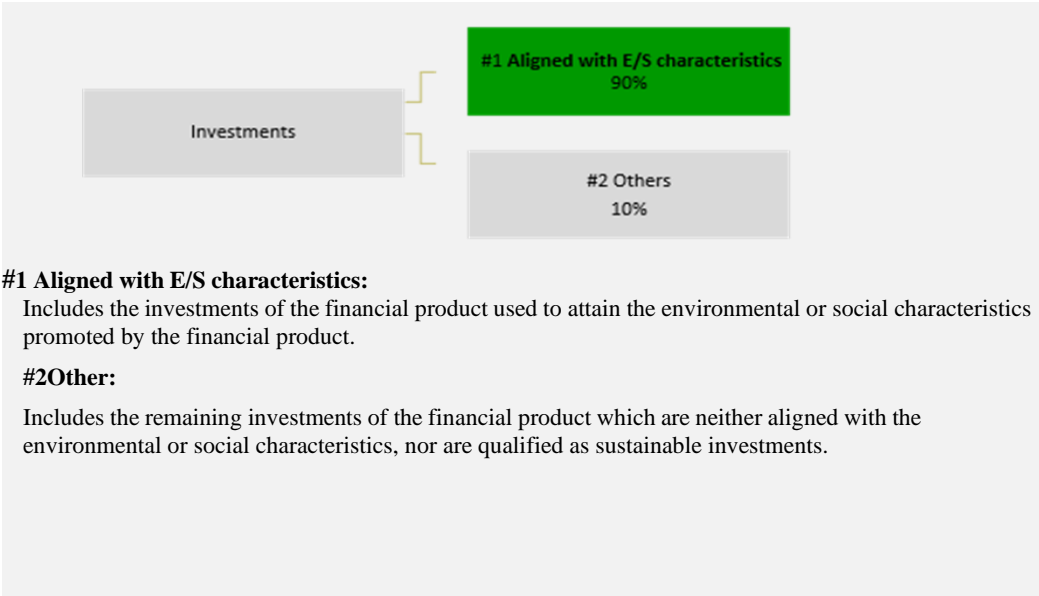 #1 Aligned with E/S characteristics
90%
Investments
#2 Others
10%
#1 Aligned with E/S characteristics:
Includes the investments of the financial product used to attain the environmental or social characteristics
promoted by the financial product.
#2Other:
Includes the remaining investments of the financial product which are neither aligned with the
environmental or social characteristics, nor are qualified as sustainable investments.